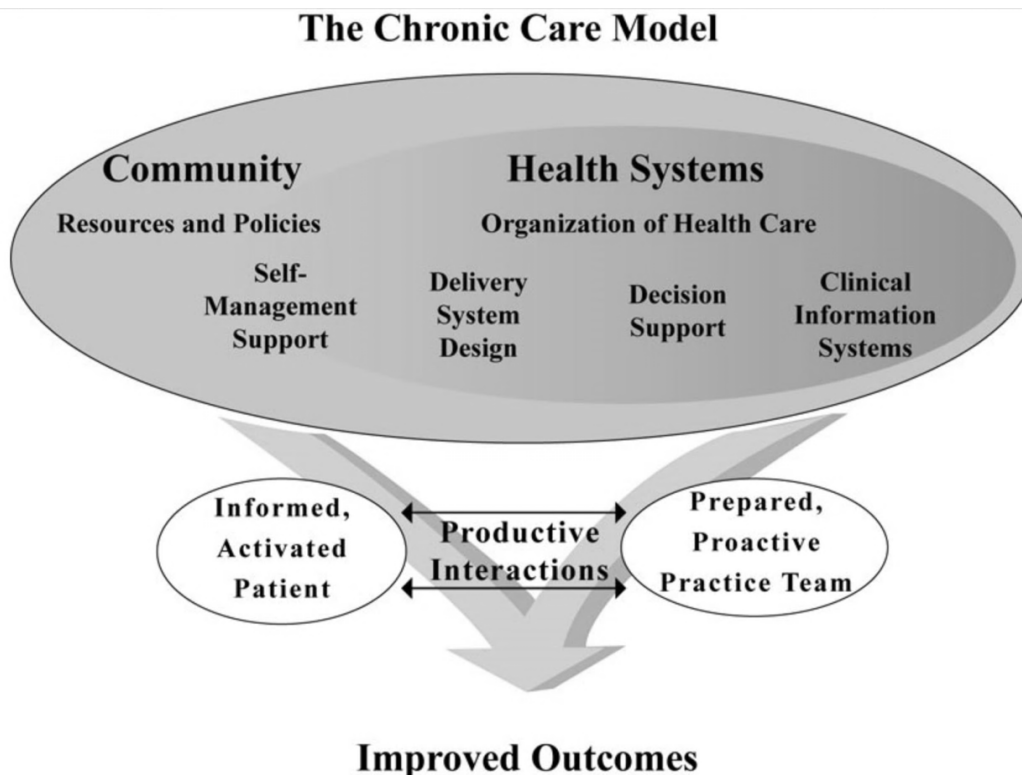 The Chronic Care Model
Community
Resources and Policies
Health Systems
Organization of Health Care
Self-
Management
Support
Delivery
System
Design
Decision
Support
Clinical
Information
Systems
Informed,
Activated
Patient
Productive
Interactions
Prepared,
Proactive
Practice Team
Improved Outcomes